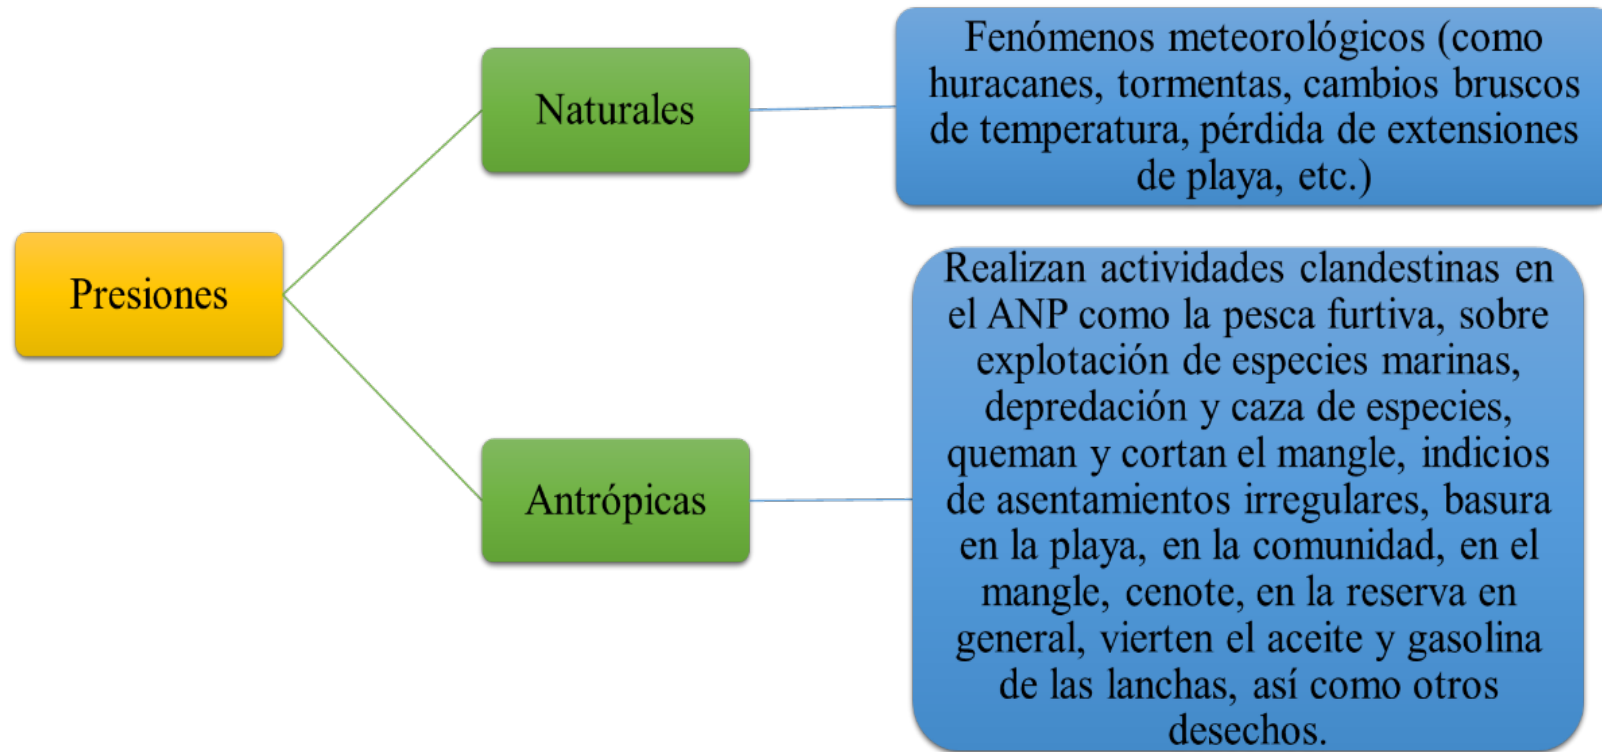 Presiones
Naturales
Fenómenos meteorológicos (como
huracanes, tormentas, cambios bruscos
de temperatura, pérdida de extensiones
de playa, etc.)
Antrópicas
Realizan actividades clandestinas en
el ANP como la pesca furtiva, sobre
explotación de especies marinas,
depredación y caza de especies,
queman y cortan el mangle, indicios
de asentamientos irregulares, basura
en la playa, en la comunidad, en el
mangle, cenote, en la reserva en
general, vierten el aceite y gasolina
de las lanchas, así como otros
desechos.